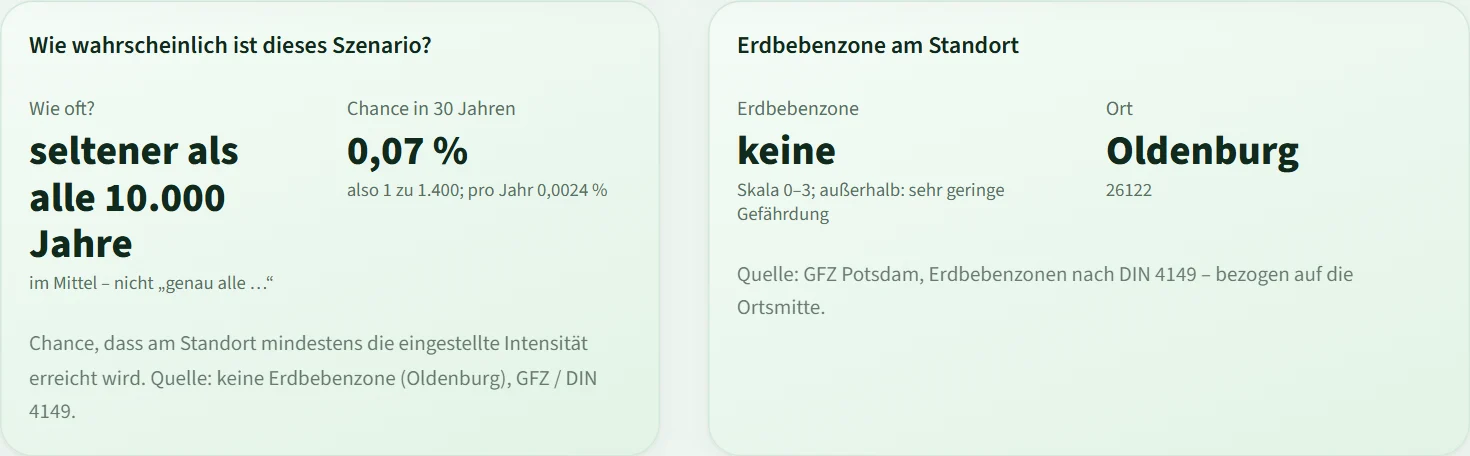 Wie wahrscheinlich ist dieses Szenario?
Wie oft?
seltener als
alle 10.000
Jahre
im Mittel – nicht „genau alle …“
Chance in 30 Jahren
0,07 %
also 1 zu 1.400; pro Jahr 0,0024 %
Chance, dass am Standort mindestens die eingestellte Intensität
erreicht wird. Quelle: keine Erdbebenzone (Oldenburg), GFZ / DIN
4149.
Erdbebenzone am Standort
Erdbebenzone
keine
Skala 0–3; außerhalb: sehr geringe
Gefährdung
Ort
Oldenburg
26122
Quelle: GFZ Potsdam, Erdbebenzonen nach DIN 4149 – bezogen auf die
Ortsmitte.